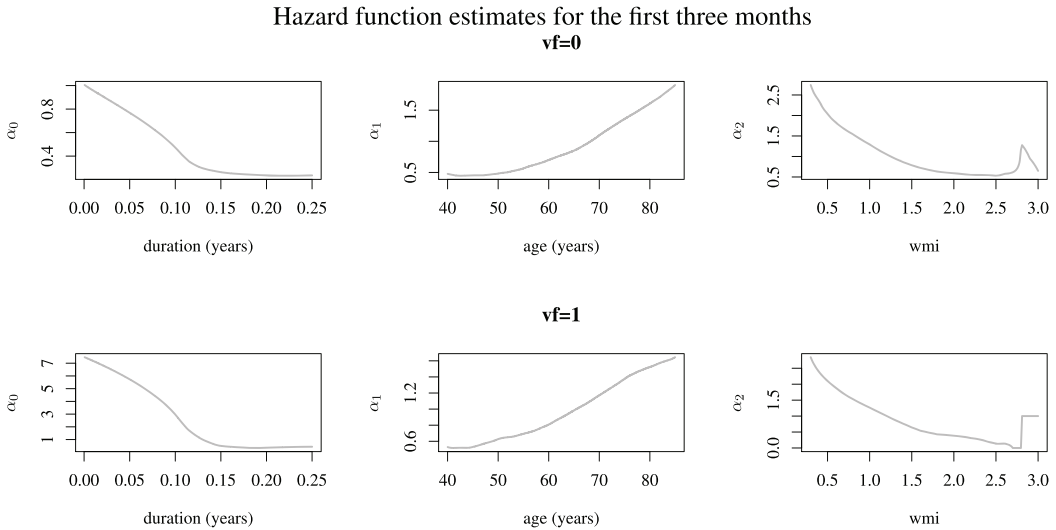 Hazard function estimates for the first three months
vf=0
α0
0.4 0.8
0.00 0.05 0.10 0.15 0.20 0.25
duration (years)
α1
0.5 1.5
40 50 60 70 80
age (years)
α2
0.5 1.5 2.5
0.5 1.0 1.5 2.0 2.5 3.0
wmi
vf=1
α0
1 3 5 7
0.00 0.05 0.10 0.15 0.20 0.25
duration (years)
α1
0.6 1.2
40 50 60 70 80
age (years)
α2
0.0 1.5
0.5 1.0 1.5 2.0 2.5 3.0
wmi